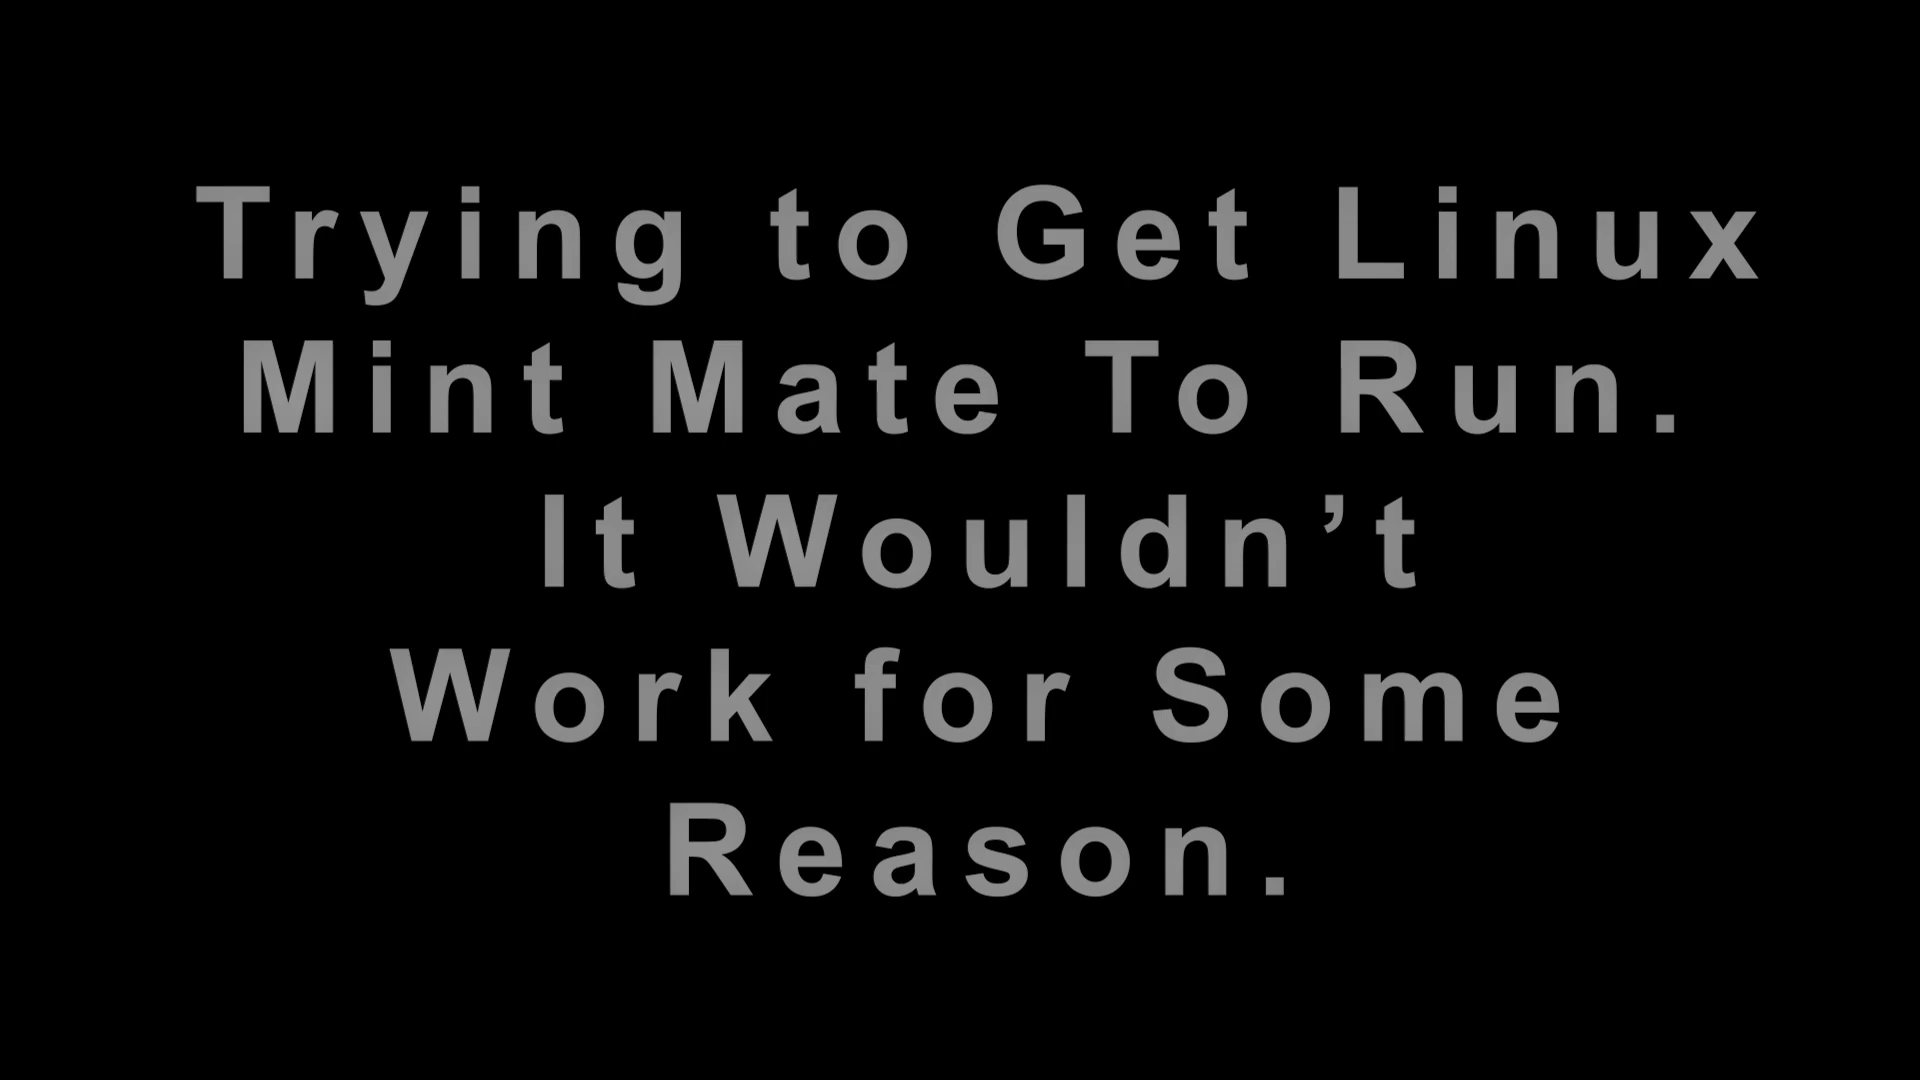 Trying to Get Linux
Mint Mate To Run.
It Wouldn’t
Work for Some
Reason.